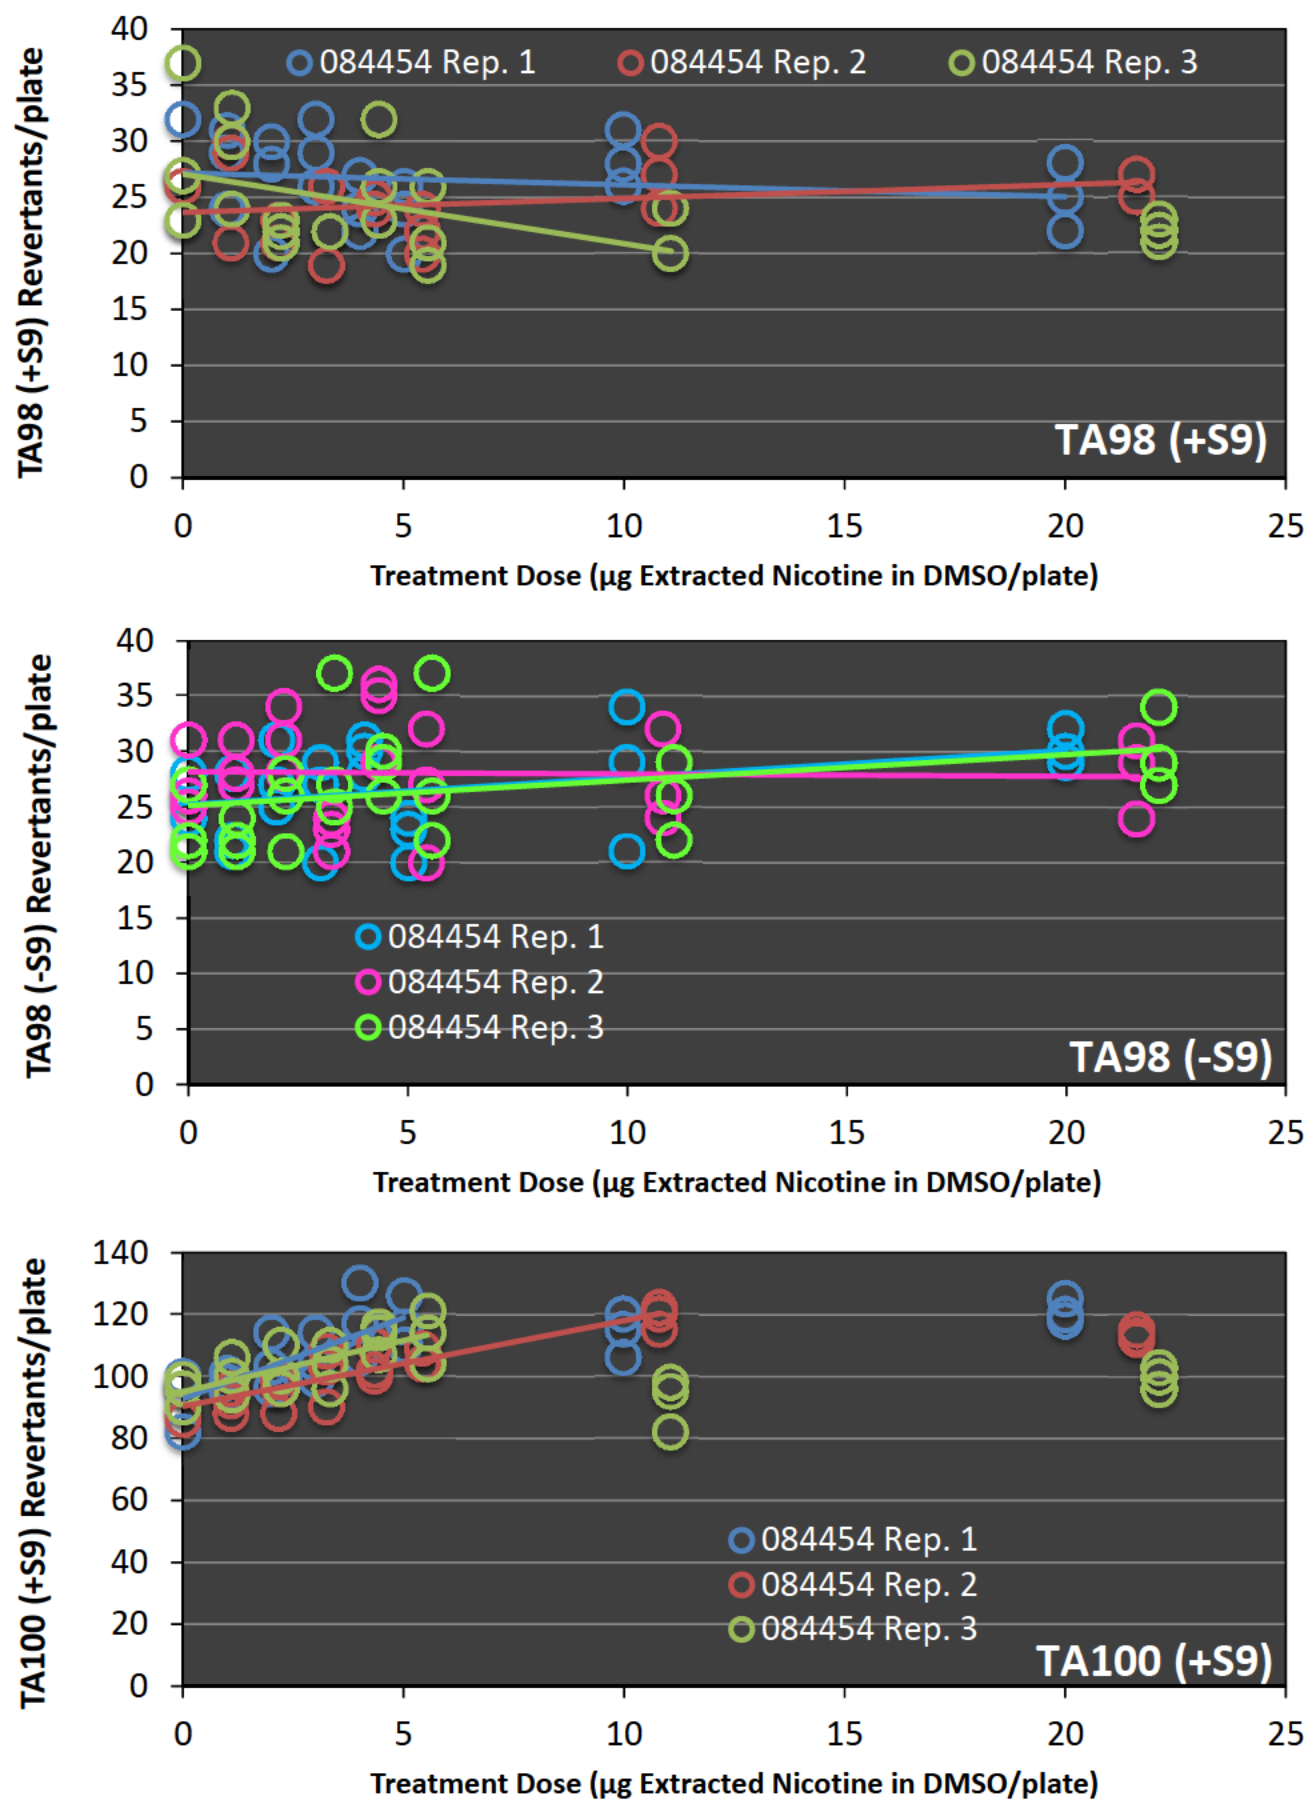 TA98 (+S9) Revertants/plate
40
35
30
25
20
15
10
5
0
084454 Rep. 1
084454 Rep. 2
084454 Rep. 3
TA98 (+S9)
0 5 10 15 20 25
Treatment Dose (µg Extracted Nicotine in DMSO/plate)
TA98 (-S9) Revertants/plate
40
35
30
25
20
15
10
5
0
084454 Rep. 1
084454 Rep. 2
084454 Rep. 3
TA98 (-S9)
0 5 10 15 20 25
Treatment Dose (µg Extracted Nicotine in DMSO/plate)
TA100 (+S9) Revertants/plate
140
120
100
80
60
40
20
0
084454 Rep. 1
084454 Rep. 2
084454 Rep. 3
TA100 (+S9)
0 5 10 15 20 25
Treatment Dose (µg Extracted Nicotine in DMSO/plate)